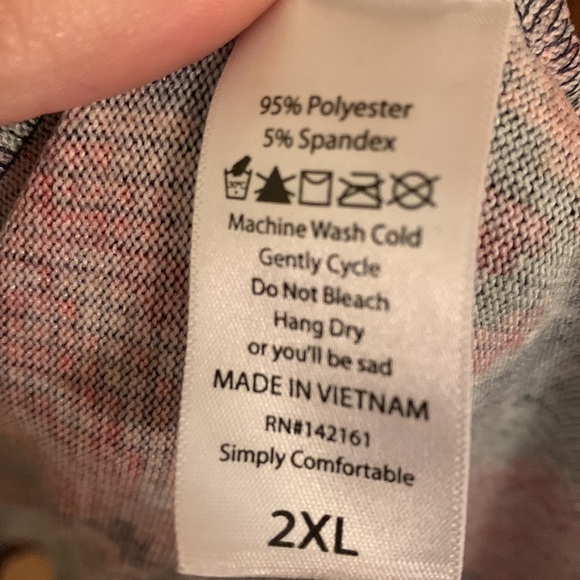 95% Polyester
5% Spandex
Machine Wash Cold
Gently Cycle
Do Not Bleach
Hang Dry
or you'll be sad
MADE IN VIETNAM
RN#142161
Simply Comfortable
2XL